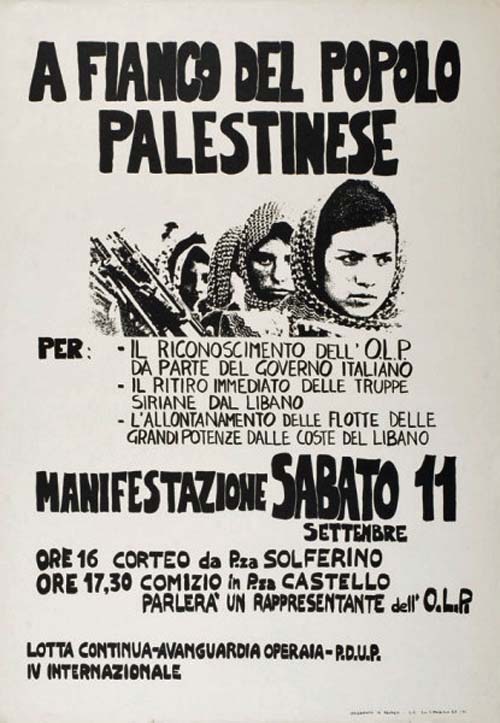 A FIANCO DEL POPOLO
PALESTINESE
PER: - IL RICONOSCIMENTO DELL' O.L.P.
DA PARTE DEL GOVERNO ITALIANO
- IL RITIRO IMMEDIATO DELLE TRUPPE
SIRIANE DAL LIBANO
- L'ALLONTANAMENTO DELLE FLOTTE DELLE
GRANDI POTENZE DALLE COSTE DEL LIBANO
MANIFESTAZIONE SABATO 11
SETTEMBRE
ORE 16 CORTEO da P.za SOLFERINO
ORE 17,30 COMIZIO in P.za CASTELLO
PARLERA' UN RAPPRESENTANTE dell' O.L.P.
LOTTA CONTINUA-AVANGUARDIA OPERAIA-P.D.U.P.
IV INTERNAZIONALE